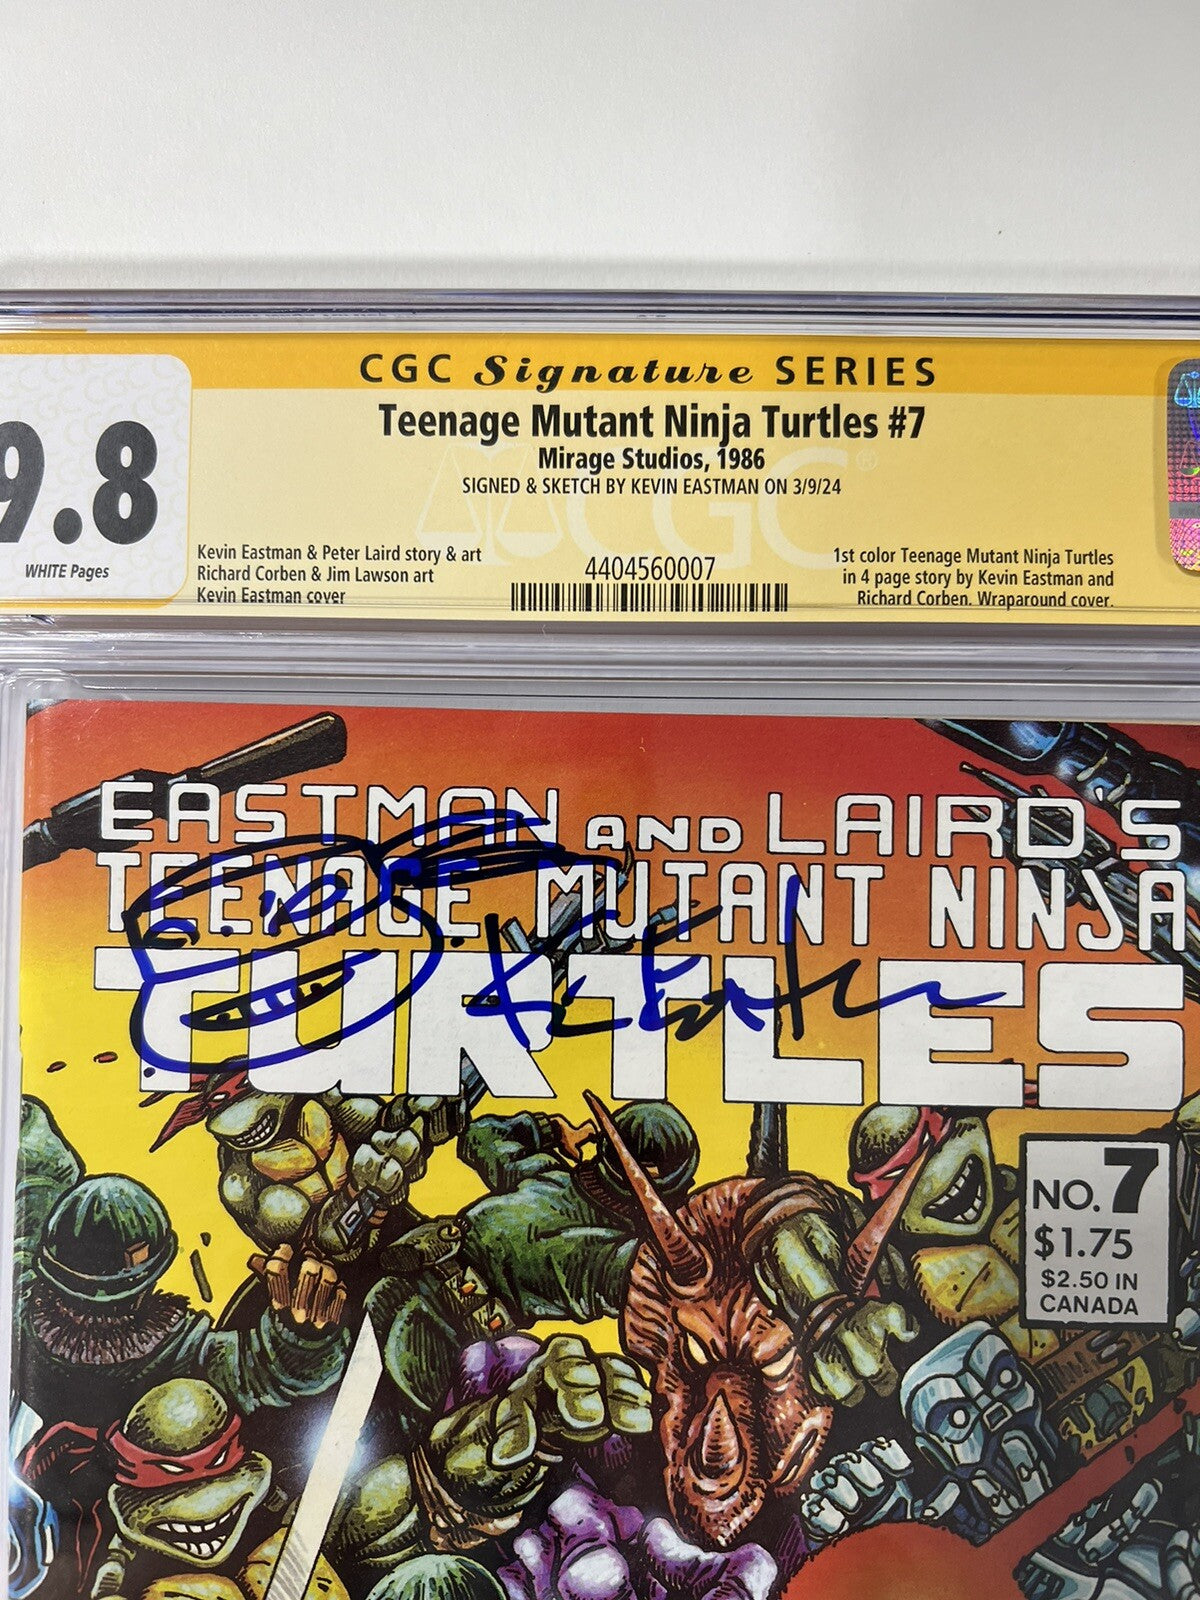 CGC Signature SERIES
Teenage Mutant Ninja Turtles #7
Mirage Studios, 1986
SIGNED & SKETCH BY KEVIN EASTMAN ON 3/9/24
9.8
WHITE Pages
Kevin Eastman & Peter Laird story & art
Richard Corben & Jim Lawson art
Kevin Eastman cover
4404560007
1st color Teenage Mutant Ninja Turtles
in 4 page story by Kevin Eastman and
Richard Corben. Wraparound cover.
EASTMAN AND LAIRD'S
TEENAGE MUTANT NINJA
TURTLES
NO. 7
$1.75
$2.50 IN
CANADA